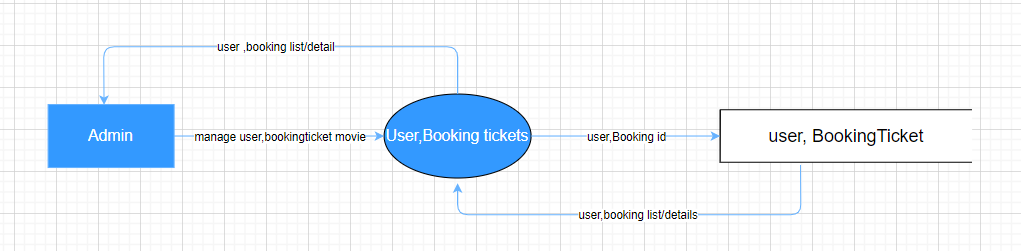 user ,booking list/detail
Admin
manage user,bookingticket movie
User,Booking tickets
user,Booking id
user, BookingTicket
user,booking list/details